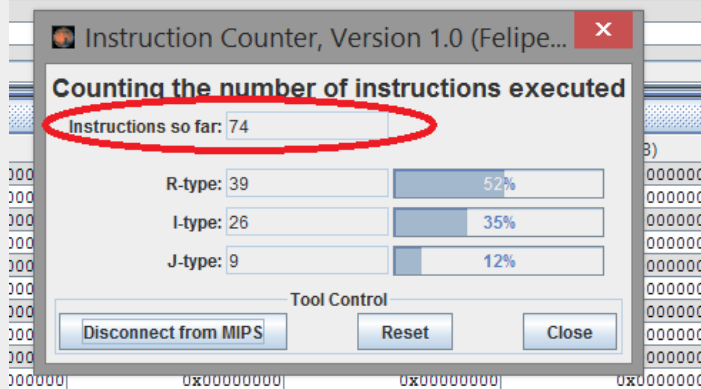 Instruction Counter, Version 1.0 (Felipe...
Counting the number of instructions executed
Instructions so far: 74
R-type: 39 52%
I-type: 26 35%
J-type: 9 12%
Tool Control
Disconnect from MIPS Reset Close
0x00000000 0x00000000